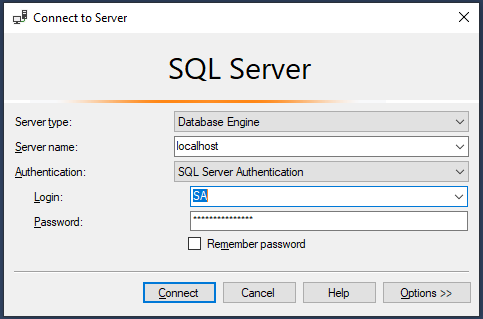 Connect to Server
SQL Server
Server type: Database Engine
Server name: localhost
Authentication: SQL Server Authentication
Login: SA
Password: ***************
Remember password
Connect Cancel Help Options >>